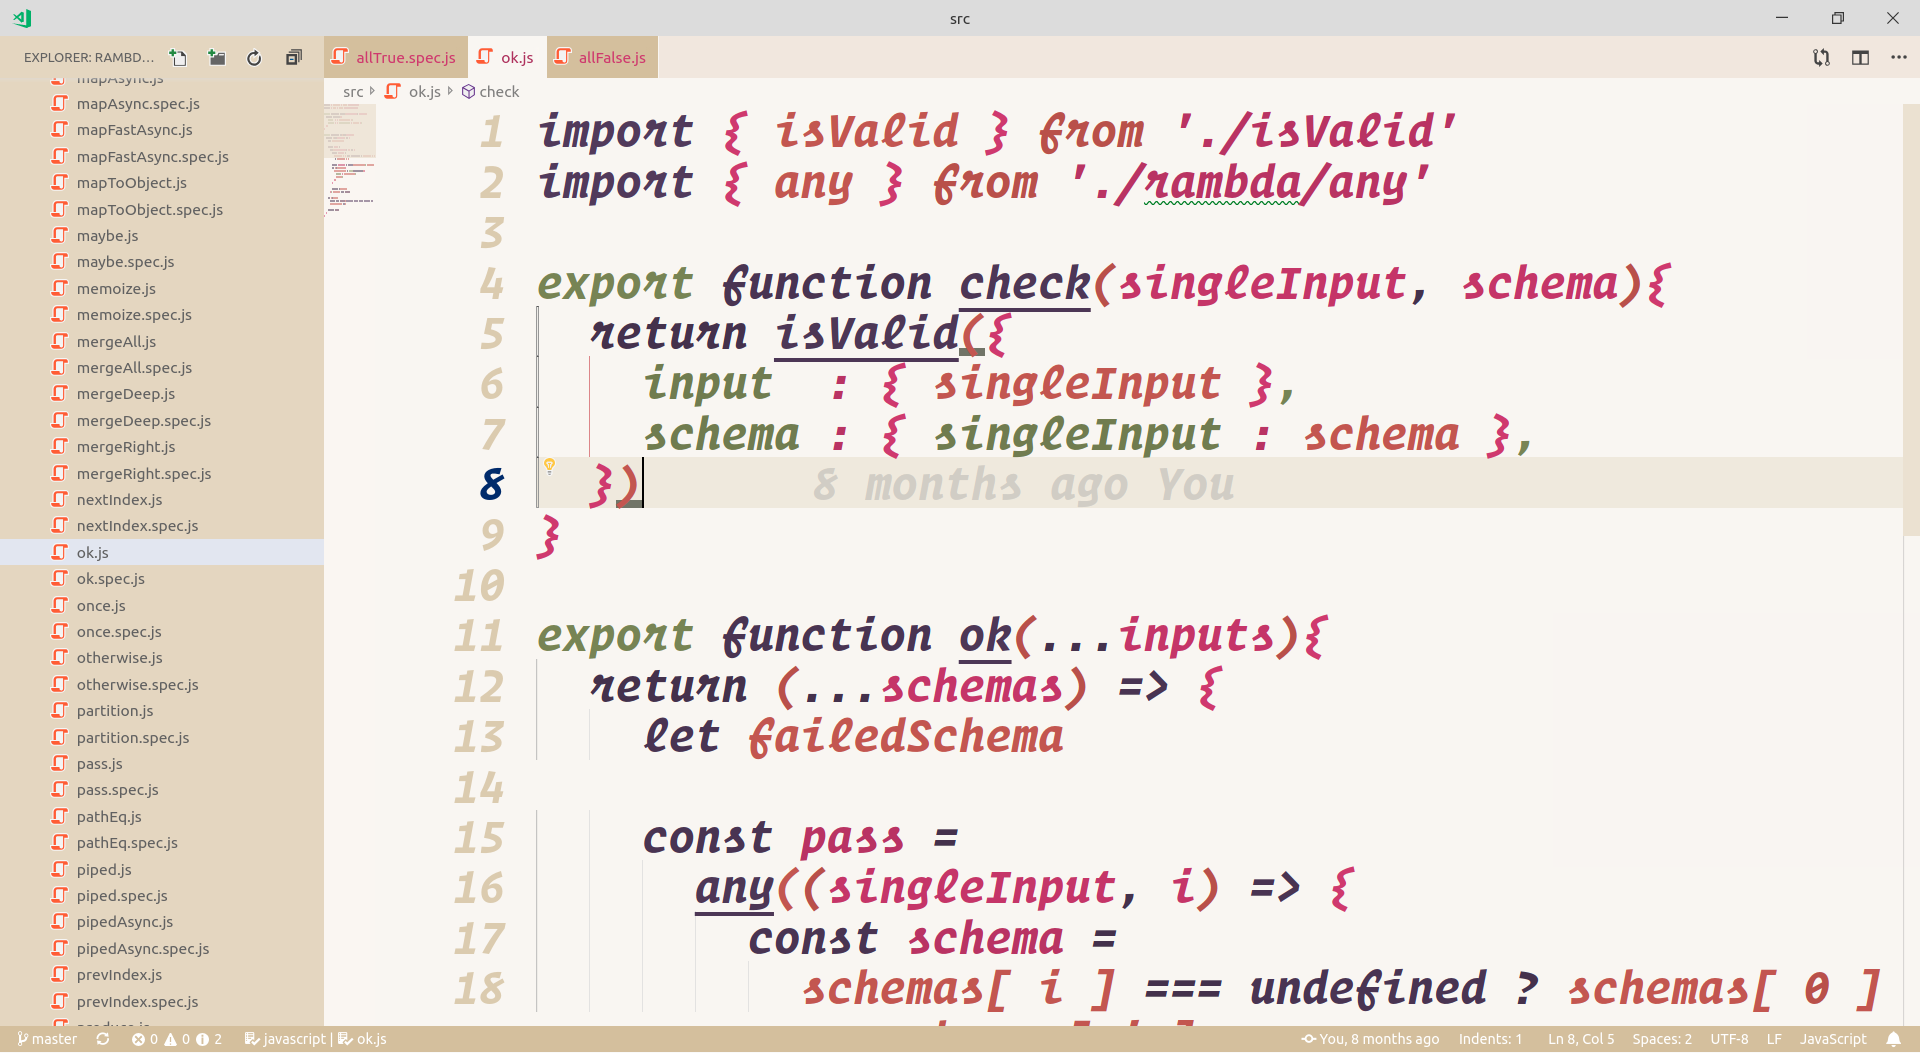 src
EXPLORER: RAMBD...
allTrue.spec.js
ok.js
allFalse.js
src
ok.js
check
mapAsync.js
mapAsync.spec.js
mapFastAsync.js
mapFastAsync.spec.js
mapToObject.js
mapToObject.spec.js
maybe.js
maybe.spec.js
memoize.js
memoize.spec.js
mergeAll.js
mergeAll.spec.js
mergeDeep.js
mergeDeep.spec.js
mergeRight.js
mergeRight.spec.js
nextIndex.js
nextIndex.spec.js
ok.js
ok.spec.js
once.js
once.spec.js
otherwise.js
otherwise.spec.js
partition.js
partition.spec.js
pass.js
pass.spec.js
pathEq.js
pathEq.spec.js
piped.js
piped.spec.js
pipedAsync.js
pipedAsync.spec.js
prevIndex.js
prevIndex.spec.js
1 import { isValid } from './isValid'
2 import { any } from './rambda/any'
3
4 export function check(singleInput, schema){
5 return isValid({
6 input : { singleInput },
7 schema : { singleInput : schema },
8 }) 8 months ago You
9 }
10
11 export function ok(...inputs){
12 return (...schemas) => {
13 let failedSchema
14
15 const pass =
16 any((singleInput, i) => {
17 const schema =
18 schemas[ i ] === undefined ? schemas[ 0 ]
master 0 0 2 javascript | ok.js You, 8 months ago Indents: 1 Ln 8, Col 5 Spaces: 2 UTF-8 LF JavaScript